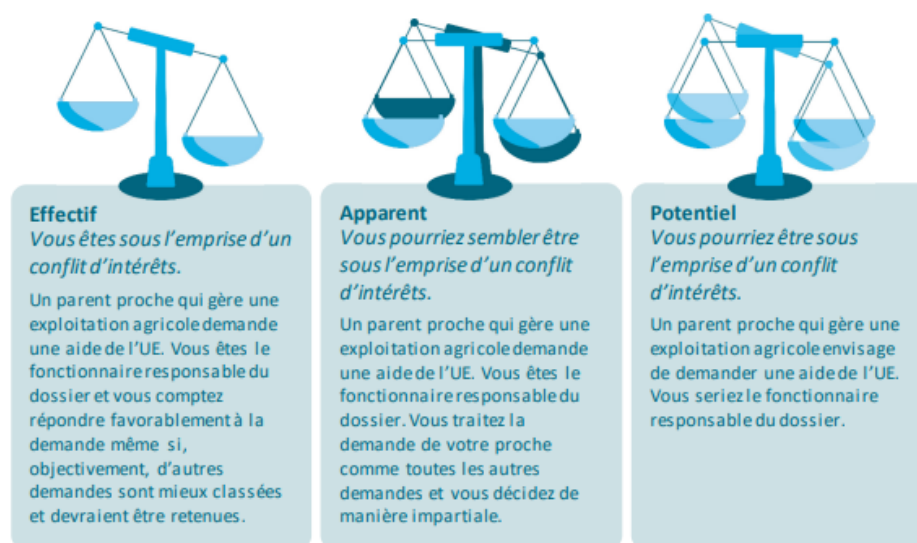 Effectif
Vous êtes sous l'emprise d'un
conflit d'intérêts.
Un parent proche qui gère une
exploitation agricole demande
une aide de l'UE. Vous êtes le
fonctionnaire responsable du
dossier et vous comptez
répondre favorablement à la
demande même si,
objectivement, d'autres
demandes sont mieux classées
et devraient être retenues.
Apparent
Vous pourriez sembler être
sous l'emprise d'un conflit
d'intérêts.
Un parent proche qui gère une
exploitation agricole demande
une aide de l'UE. Vous êtes le
fonctionnaire responsable du
dossier. Vous traitez la
demande de votre proche
comme toutes les autres
demandes et vous décidez de
manière impartiale.
Potentiel
Vous pourriez être sous
l'emprise d'un conflit
d'intérêts.
Un parent proche qui gère une
exploitation agricole envisage
de demander une aide de l'UE.
Vous seriez le fonctionnaire
responsable du dossier.